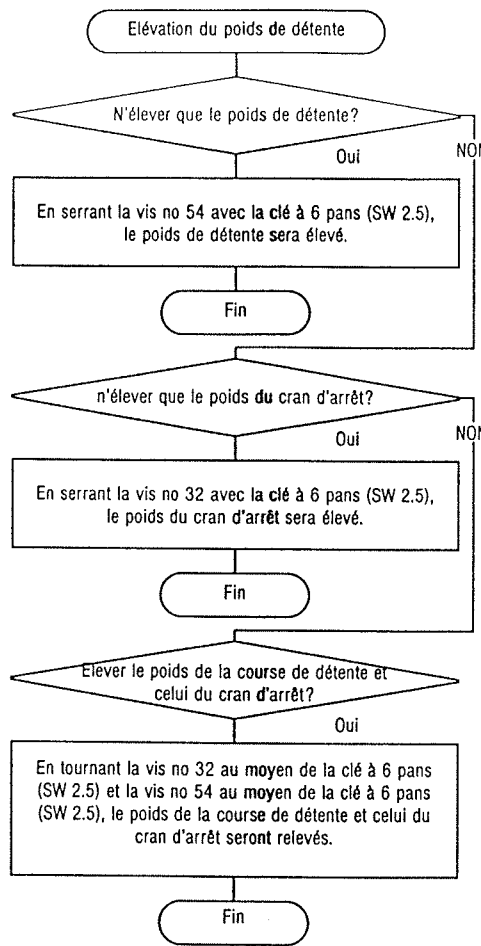 Elévation du poids de détente
N'élever que le poids de détente?
NON
Oui
En serrant la vis no 54 avec la clé à 6 pans (SW 2.5),
le poids de détente sera élevé.
Fin
n'élever que le poids du cran d'arrêt?
NON
Oui
En serrant la vis no 32 avec la clé à 6 pans (SW 2.5),
le poids du cran d'arrêt sera élevé.
Fin
Elever le poids de la course de détente et
celui du cran d'arrêt?
Oui
En tournant la vis no 32 au moyen de la clé à 6 pans
(SW 2.5) et la vis no 54 au moyen de la clé à 6 pans
(SW 2.5), le poids de la course de détente et celui du
cran d'arrêt seront relevés.
Fin